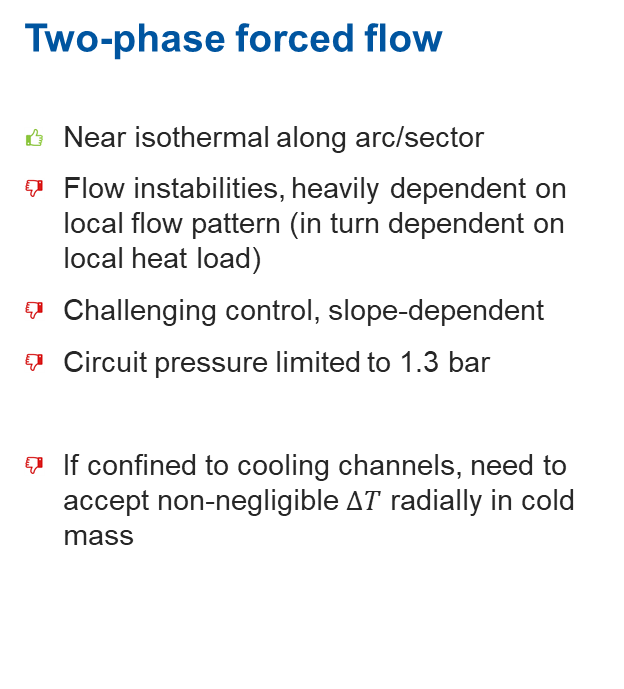 Two-phase forced flow
Near isothermal along arc/sector
Flow instabilities, heavily dependent on
local flow pattern (in turn dependent on
local heat load)
Challenging control, slope-dependent
Circuit pressure limited to 1.3 bar
If confined to cooling channels, need to
accept non-negligible ΔT radially in cold
mass